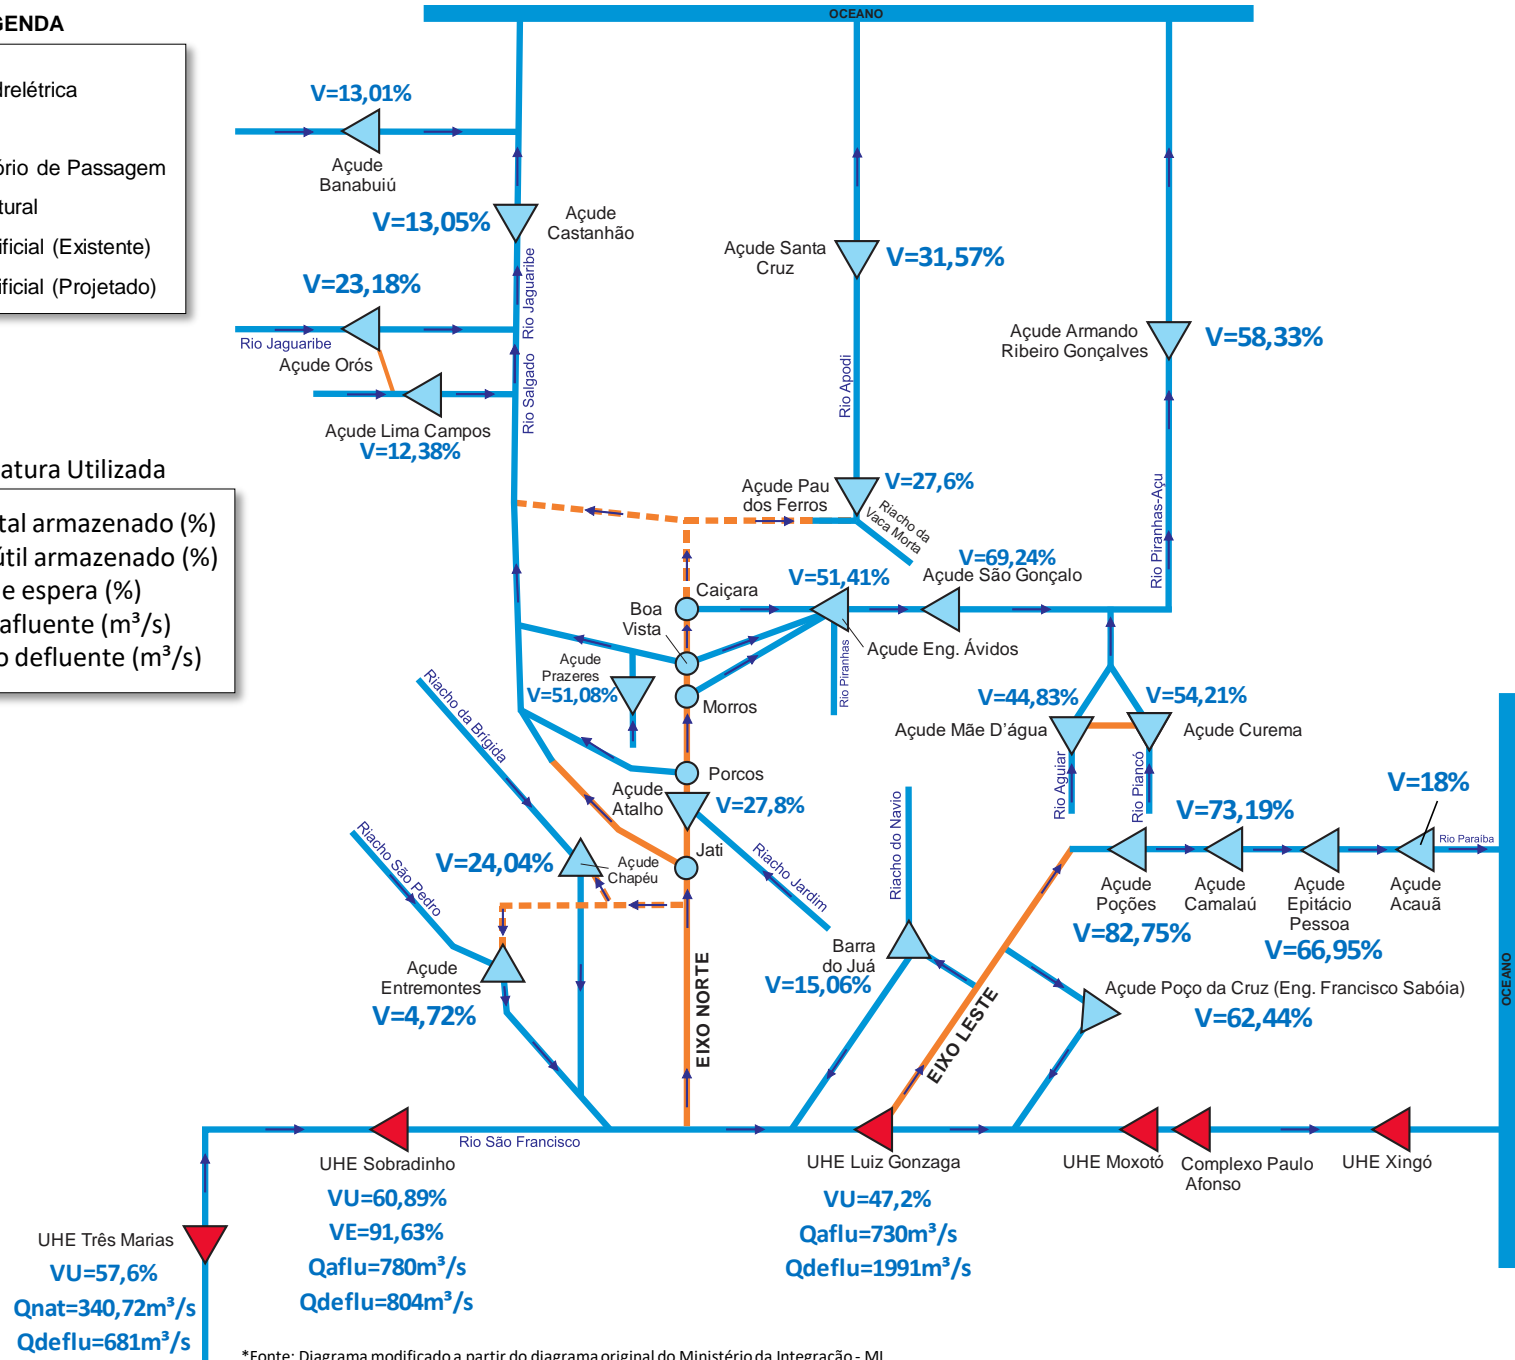 OCEANO
GENDA
drelétrica
ório de Passagem
tural
ificial (Existente)
ificial (Projetado)
V=13,01%
Açude
Banabuiú
V=13,05%
Açude
Castanhão
Rio Jaguaribe
V=23,18%
Rio Jaguaribe
Açude Orós
Rio Salgado
Açude Lima Campos
V=12,38%
Açude Santa
Cruz
V=31,57%
Rio Apodi
Açude Armando
Ribeiro Gonçalves
V=58,33%
Rio Piranhas-Açu
atura Utilizada
tal armazenado (%)
útil armazenado (%)
e espera (%)
afluente (m³/s)
o defluente (m³/s)
Açude Pau
dos Ferros
V=27,6%
Riacho da
Vaca Morta
V=69,24%
Açude São Gonçalo
V=51,41%
Caiçara
Boa
Vista
Açude Eng. Ávidos
Rio Piranhas
Açude
Prazeres
V=51,08%
Morros
Riacho da Brígida
Porcos
Açude
Atalho
V=27,8%
V=44,83%
Açude Mãe D'água
V=54,21%
Açude Curema
Rio Aguiar
Rio Piancó
V=18%
V=73,19%
Rio Paraíba
Riacho São Pedro
V=24,04%
Açude
Chapéu
Jati
Riacho Jardim
Riacho do Navio
Açude
Poções
V=82,75%
Açude
Camalaú
Açude
Epitácio
Pessoa
V=66,95%
Açude
Acauã
Açude
Entremontes
V=4,72%
EIXO NORTE
Barra
do Juá
V=15,06%
EIXO LESTE
Açude Poço da Cruz (Eng. Francisco Sabóia)
V=62,44%
OCEANO
Rio São Francisco
UHE Sobradinho
VU=60,89%
VE=91,63%
Qaflu=780m³/s
Qdeflu=804m³/s
UHE Luiz Gonzaga
VU=47,2%
Qaflu=730m³/s
Qdeflu=1991m³/s
UHE Moxotó
Complexo Paulo
Afonso
UHE Xingó
UHE Três Marias
VU=57,6%
Qnat=340,72m³/s
Qdeflu=681m³/s
*Fonte: Diagrama modificado a partir do diagrama original do Ministério da Integração - MI